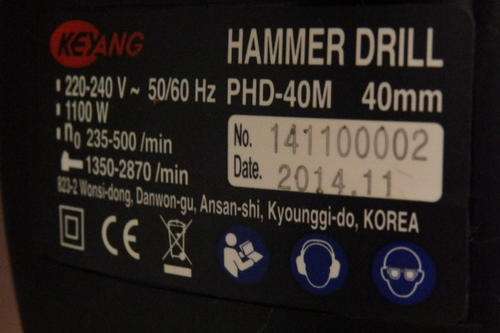 KEYANG
HAMMER DRILL
220-240 V ~ 50/60 Hz
PHD-40M 40mm
1100 W
n0 235-500 /min
1350-2870 /min
No. 141100002
Date. 2014.11
823-2 Wonsi-dong, Danwon-gu, Ansan-shi, Kyounggi-do, KOREA
CE